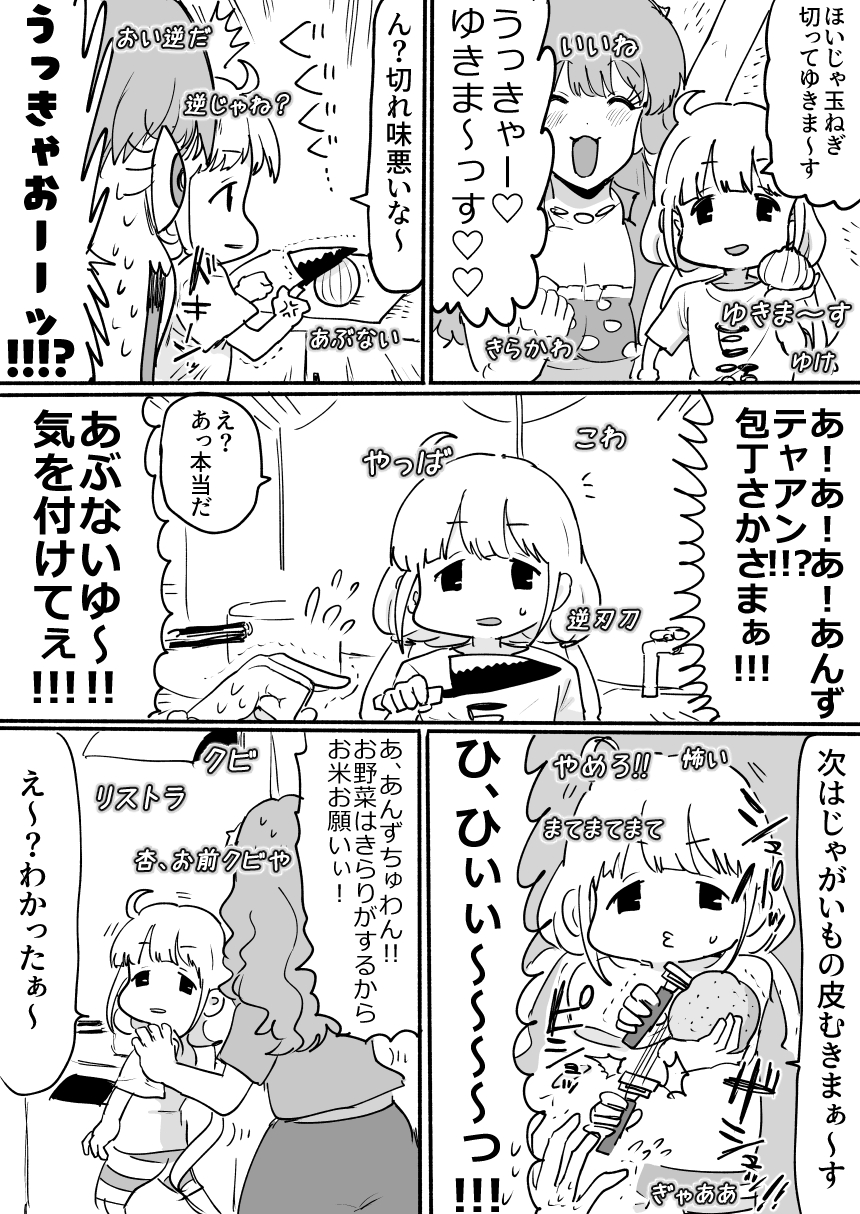 ほいじゃ玉ねぎ
切ってゆきま〜す
いいね
うっきゃー♡
ゆきま〜っす♡♡
ゆきま〜す
ゆけ
きらかわ
ん？切れ味悪いな〜
おい逆だ
逆じゃね？
あぶない
キ〜ン
うっきゃおーーッ!!!!?
あ！あ！あ！あんず
テャアン!!?
包丁さかさまぁ!!!
こわ
やっば
逆刃刀
え？
あっ本当だ
あぶないゆ〜!!
気を付けてぇ!!!
次はじゃがいもの皮むきまぁ〜す
怖い
やめろ!!
まてまてまて
ぎゃああ
ひ、ひぃぃ〜〜〜〜っ!!!
あ、あんずちゅわん!!
お野菜はきらりがするから
お米お願いぃ！
クビ
リストラ
杏、お前クビや
え〜？わかったぁ〜